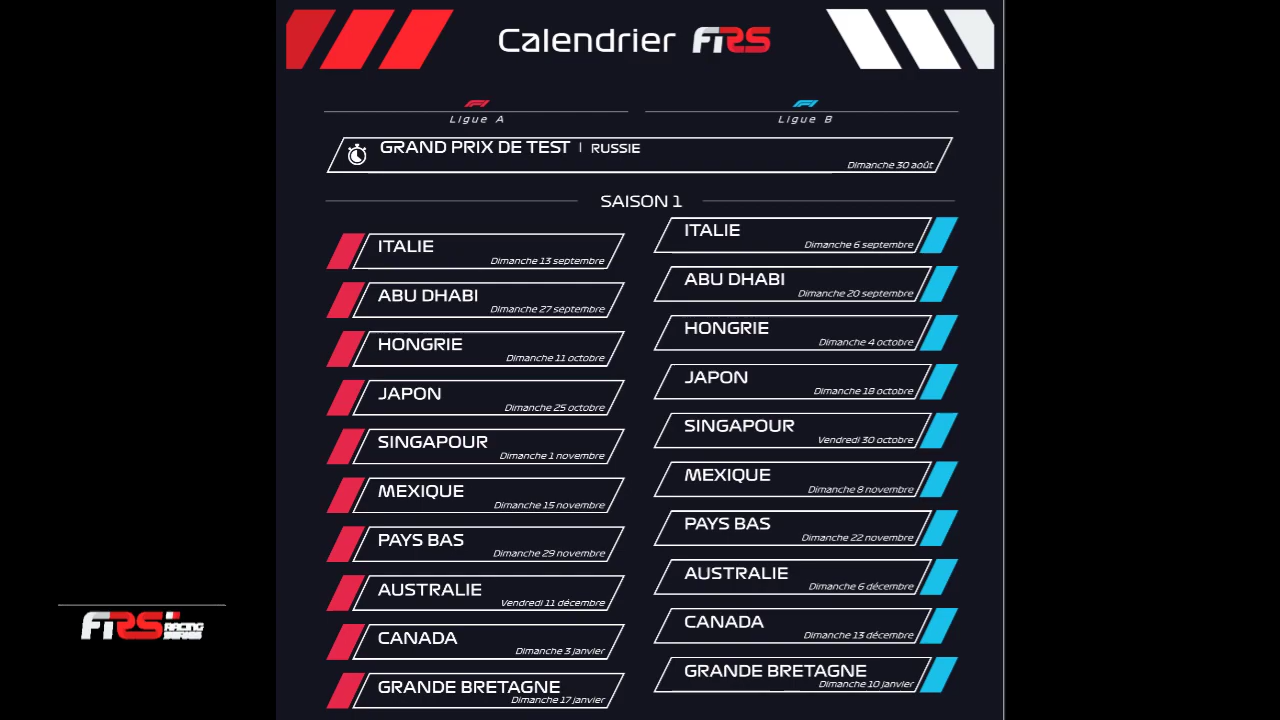 Calendrier FIRS
Ligue A
Ligue B
GRAND PRIX DE TEST | RUSSIE
Dimanche 30 août
SAISON 1
ITALIE
Dimanche 13 septembre
ABU DHABI
Dimanche 27 septembre
HONGRIE
Dimanche 11 octobre
JAPON
Dimanche 25 octobre
SINGAPOUR
Dimanche 1 novembre
MEXIQUE
Dimanche 15 novembre
PAYS BAS
Dimanche 29 novembre
AUSTRALIE
Vendredi 11 décembre
CANADA
Dimanche 3 janvier
GRANDE BRETAGNE
Dimanche 17 janvier
ITALIE
Dimanche 6 septembre
ABU DHABI
Dimanche 20 septembre
HONGRIE
Dimanche 4 octobre
JAPON
Dimanche 18 octobre
SINGAPOUR
Vendredi 30 octobre
MEXIQUE
Dimanche 8 novembre
PAYS BAS
Dimanche 22 novembre
AUSTRALIE
Dimanche 6 décembre
CANADA
Dimanche 13 décembre
GRANDE BRETAGNE
Dimanche 10 janvier
FIRS RACING SERIES